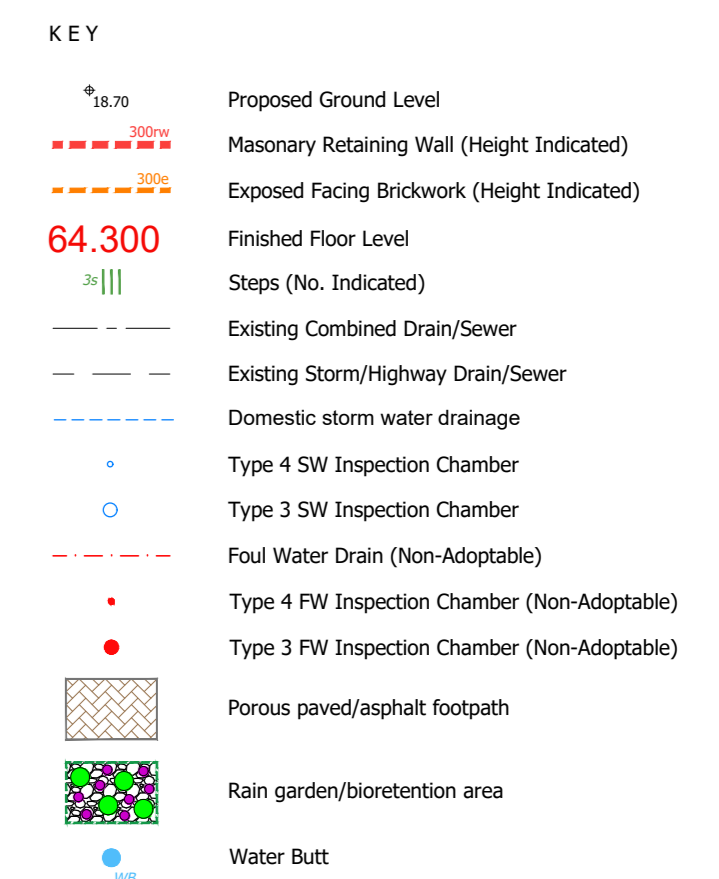 K E Y
18.70 Proposed Ground Level
300rw Masonary Retaining Wall (Height Indicated)
300e Exposed Facing Brickwork (Height Indicated)
64.300 Finished Floor Level
3s Steps (No. Indicated)
Existing Combined Drain/Sewer
Existing Storm/Highway Drain/Sewer
Domestic storm water drainage
Type 4 SW Inspection Chamber
Type 3 SW Inspection Chamber
Foul Water Drain (Non-Adoptable)
Type 4 FW Inspection Chamber (Non-Adoptable)
Type 3 FW Inspection Chamber (Non-Adoptable)
Porous paved/asphalt footpath
Rain garden/bioretention area
Water Butt
WB